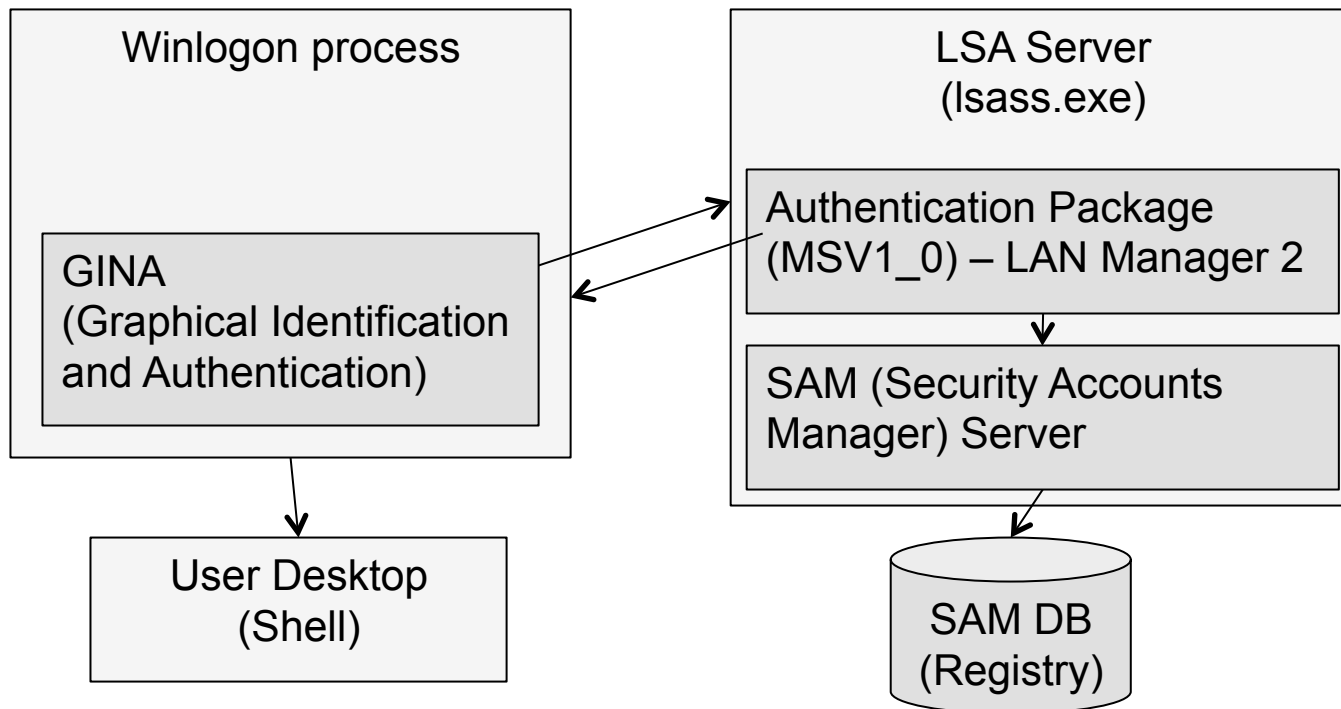 Winlogon process
GINA
(Graphical Identification
and Authentication)
User Desktop
(Shell)
LSA Server
(lsass.exe)
Authentication Package
(MSV1_0) – LAN Manager 2
SAM (Security Accounts
Manager) Server
SAM DB
(Registry)